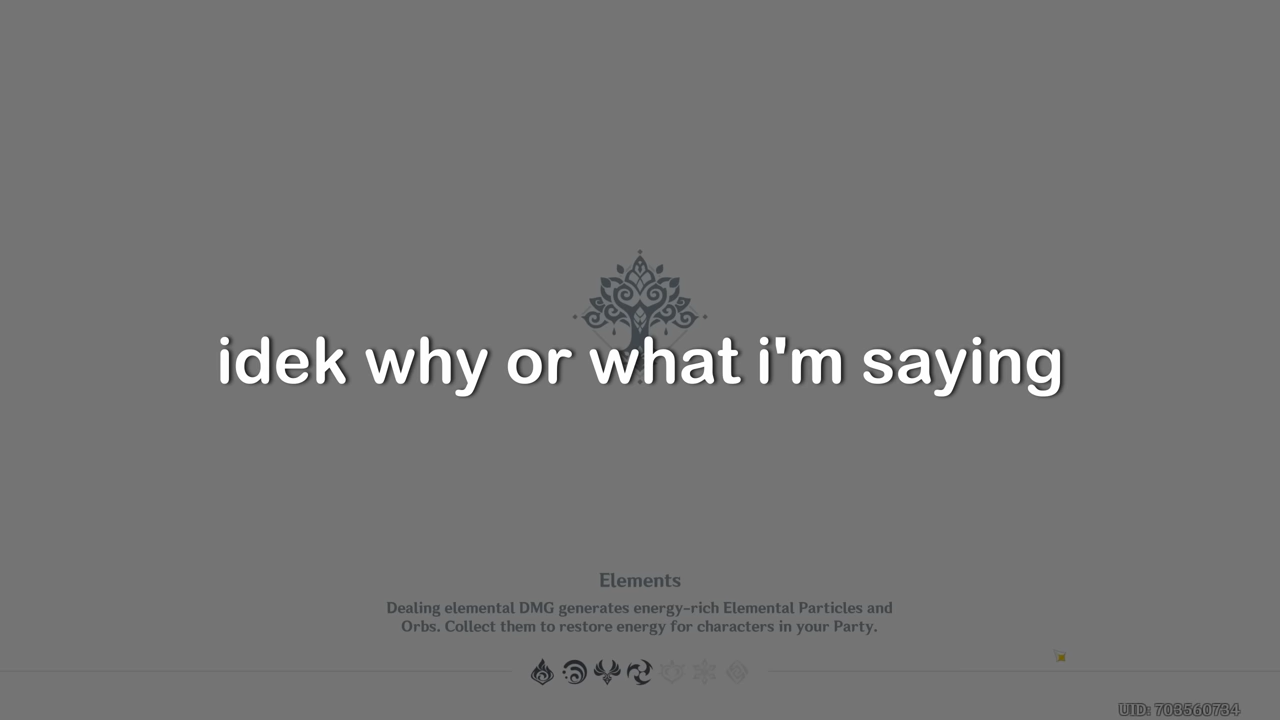 idek why or what i'm saying
Elements
Dealing elemental DMG generates energy-rich Elemental Particles and
Orbs. Collect them to restore energy for characters in your Party.
UID: 703560734